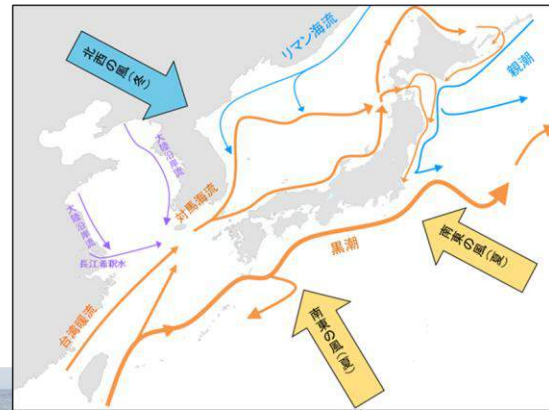 北西の風(冬)
リマン海流
親潮
大陸沿岸流
対馬海流
大陸沿岸流
長江希釈水
台湾暖流
黒潮
南東の風(夏)
南東の風(夏)